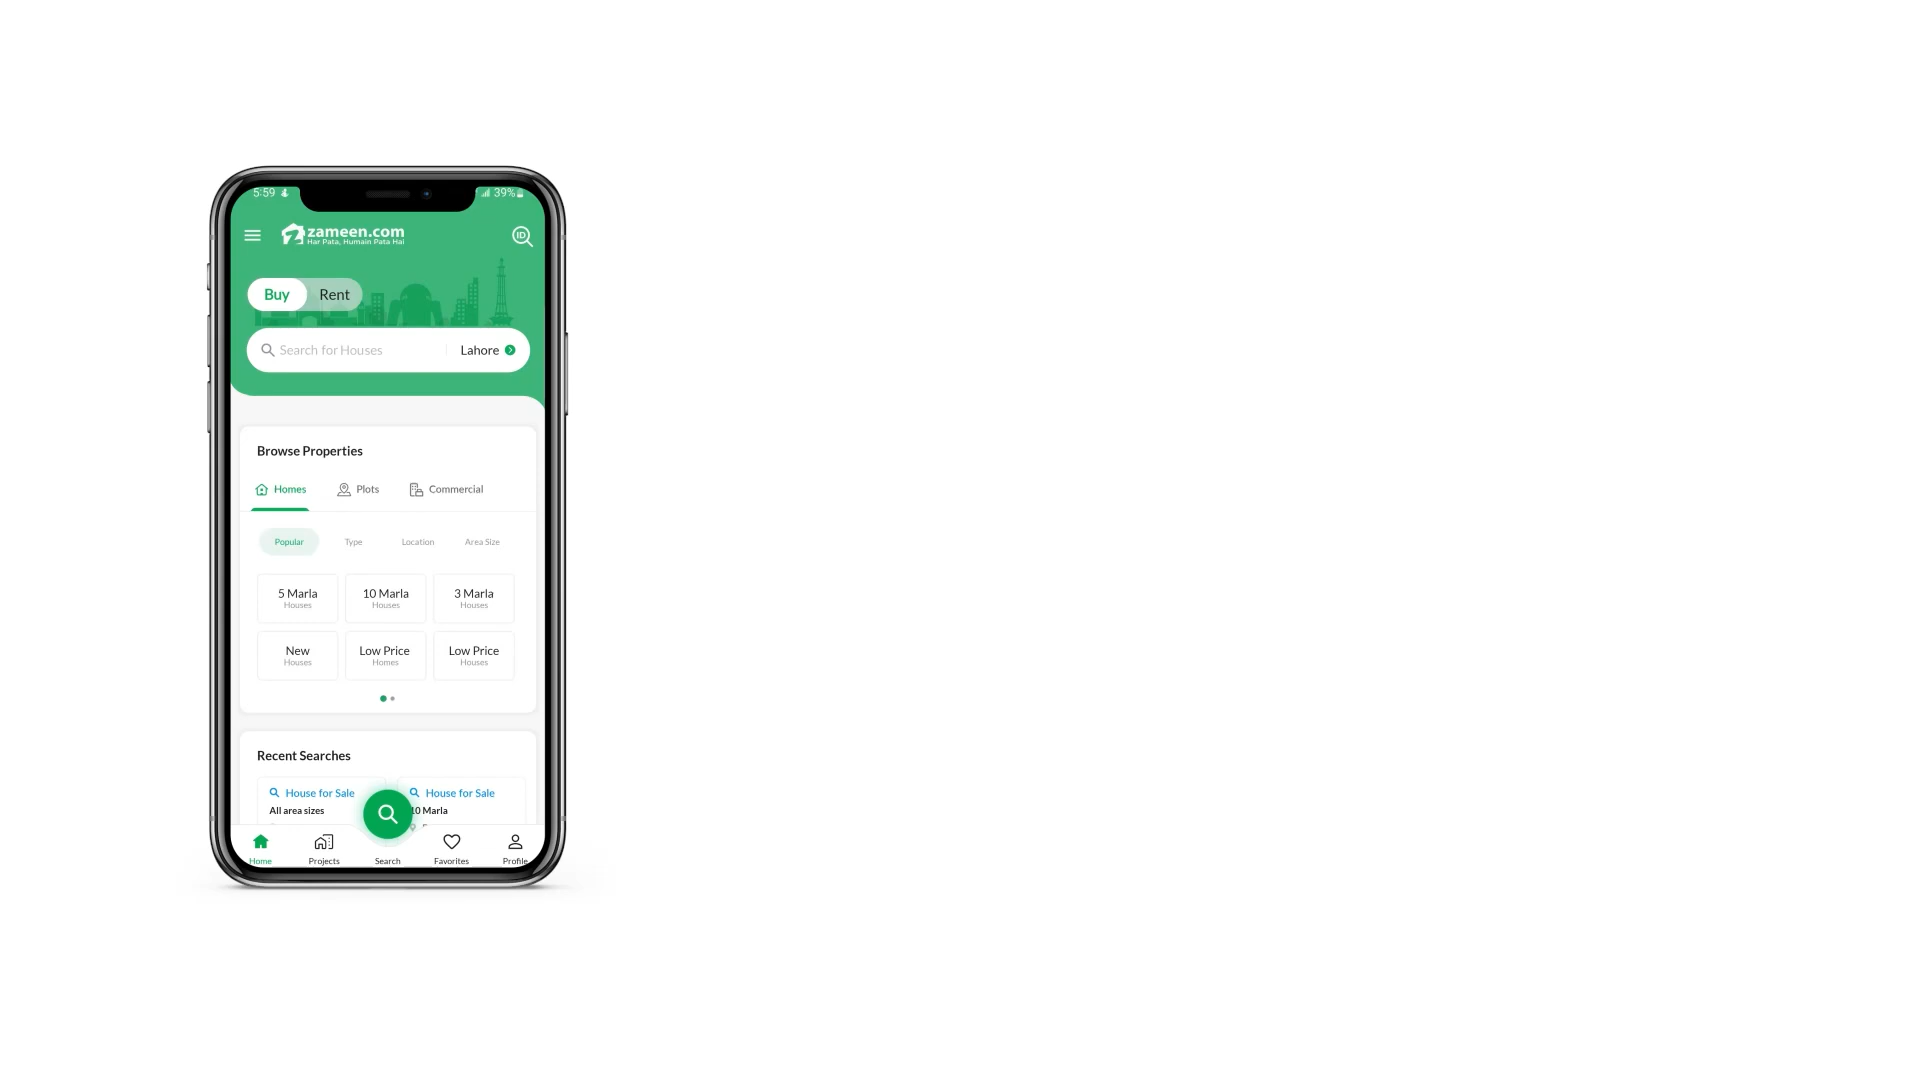 5:59
39%
zameen.com
Har Pata, Humain Pata Hai
ID
Buy Rent
Search for Houses Lahore
Browse Properties
Homes Plots Commercial
Popular Type Location Area Size
5 Marla 10 Marla 3 Marla
Houses Houses Houses
New Low Price Low Price
Houses Homes Houses
Recent Searches
House for Sale House for Sale
All area sizes 10 Marla
Home Projects Search Favorites Profile